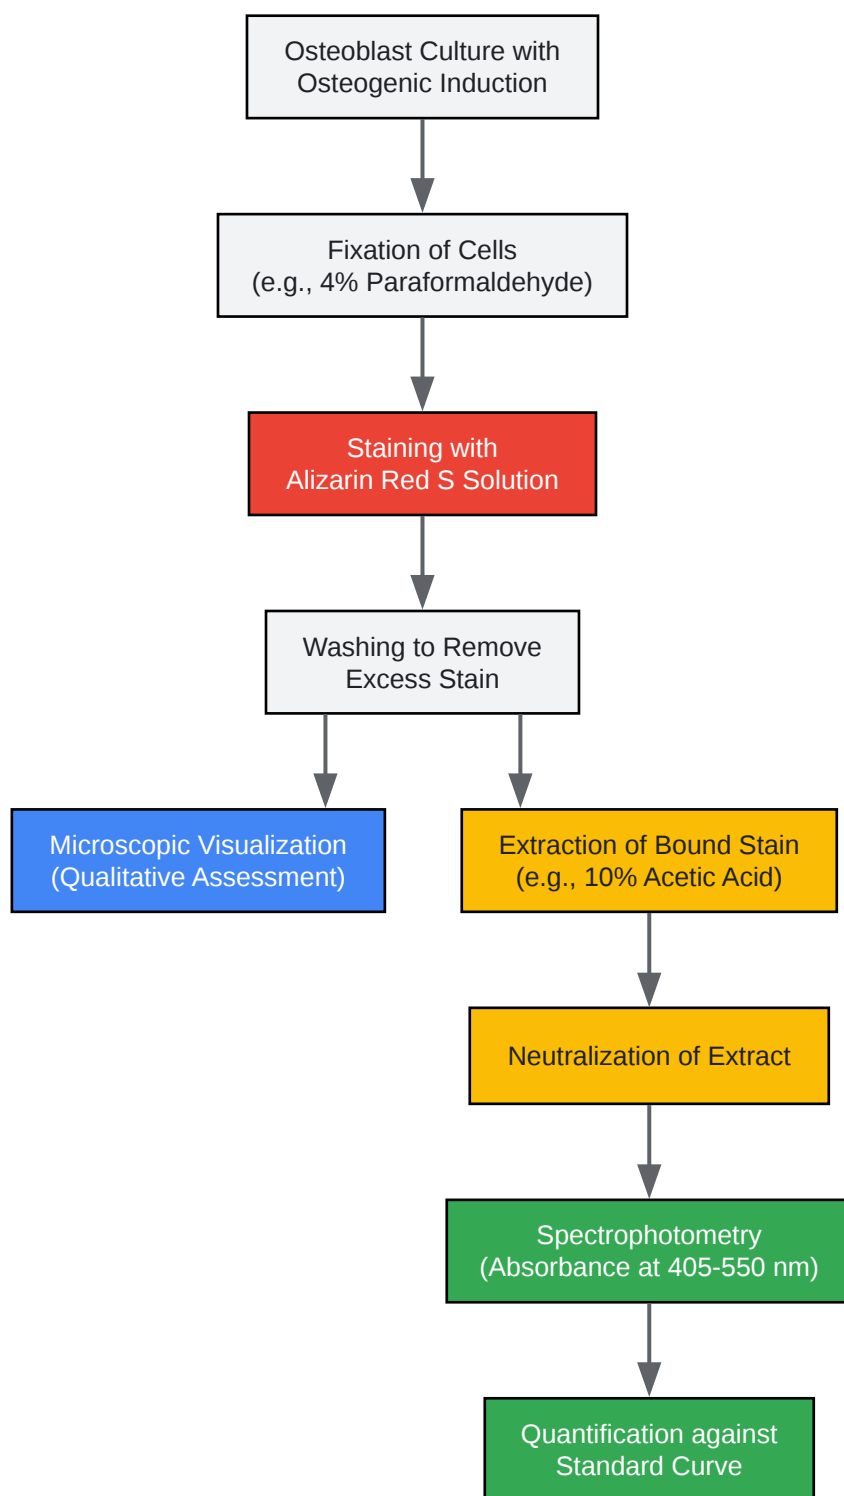 Osteoblast Culture with
Osteogenic Induction
Fixation of Cells
(e.g., 4% Paraformaldehyde)
Staining with
Alizarin Red S Solution
Washing to Remove
Excess Stain
Microscopic Visualization
(Qualitative Assessment)
Extraction of Bound Stain
(e.g., 10% Acetic Acid)
Neutralization of Extract
Spectrophotometry
(Absorbance at 405-550 nm)
Quantification against
Standard Curve